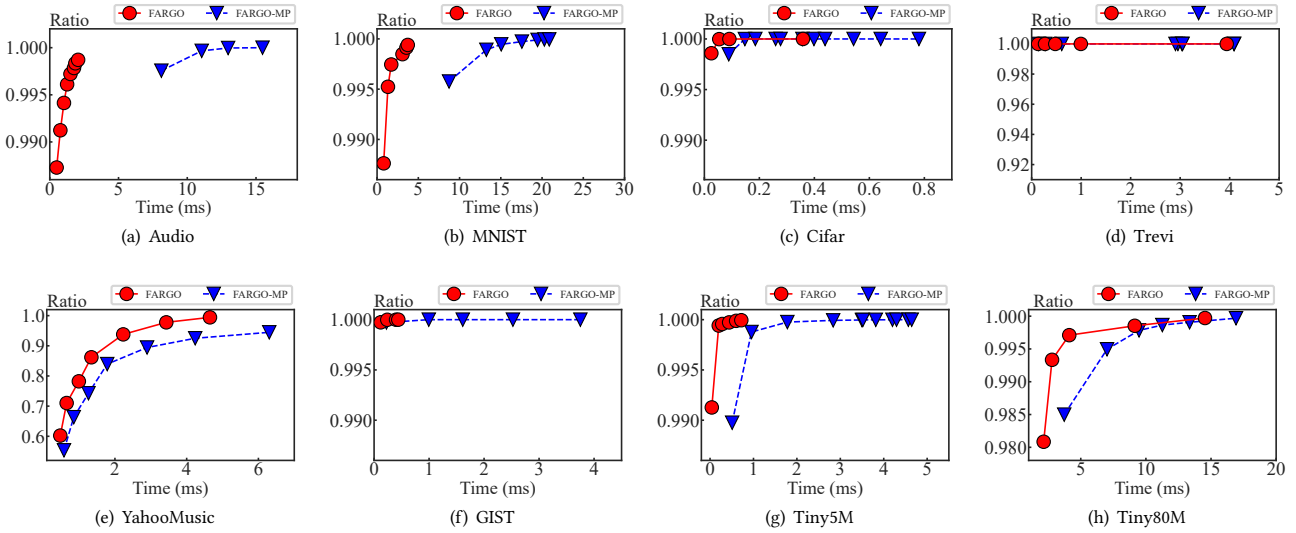 Ratio FARGO FARGO-MP
1.000
0.995
0.990
0 5 10 15
Time (ms)
(a) Audio
Ratio FARGO FARGO-MP
1.000
0.995
0.990
0 5 10 15 20 25 30
Time (ms)
(b) MNIST
Ratio FARGO FARGO-MP
1.000
0.995
0.990
0.0 0.2 0.4 0.6 0.8
Time (ms)
(c) Cifar
Ratio FARGO FARGO-MP
1.00
0.98
0.96
0.94
0.92
0 1 2 3 4 5
Time (ms)
(d) Trevi
Ratio FARGO FARGO-MP
1.0
0.9
0.8
0.7
0.6
2 4 6
Time (ms)
(e) YahooMusic
Ratio FARGO FARGO-MP
1.000
0.995
0.990
0 1 2 3 4
Time (ms)
(f) GIST
Ratio FARGO FARGO-MP
1.000
0.995
0.990
0 1 2 3 4 5
Time (ms)
(g) Tiny5M
Ratio FARGO FARGO-MP
1.000
0.995
0.990
0.985
0.980
5 10 15 20
Time (ms)
(h) Tiny80M